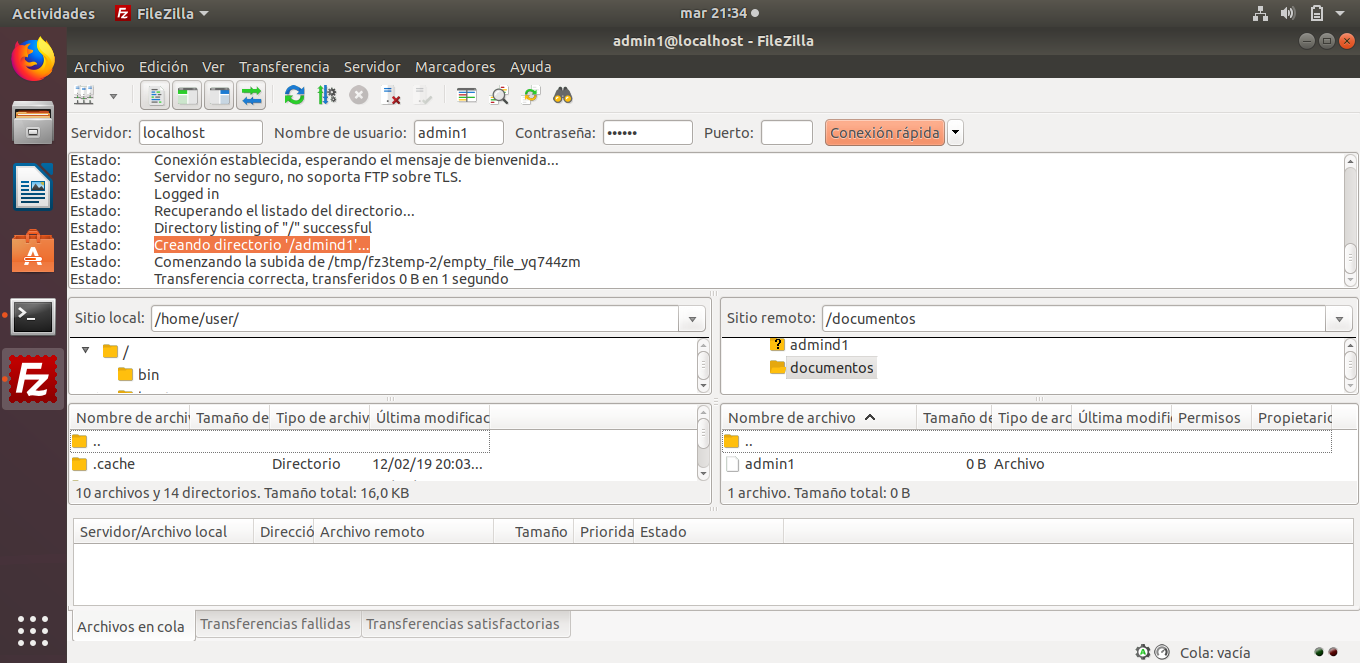 Actividades FileZilla mar 21:34
admin1@localhost - FileZilla
Archivo Edición Ver Transferencia Servidor Marcadores Ayuda
Servidor: localhost Nombre de usuario: admin1 Contraseña: •••••• Puerto: Conexión rápida
Estado: Conexión establecida, esperando el mensaje de bienvenida...
Estado: Servidor no seguro, no soporta FTP sobre TLS.
Estado: Logged in
Estado: Recuperando el listado del directorio...
Estado: Directory listing of "/" successful
Estado: Creando directorio '/admind1'...
Estado: Comenzando la subida de /tmp/fz3temp-2/empty_file_yq744zm
Estado: Transferencia correcta, transferidos 0 B en 1 segundo
Sitio local: /home/user/
/
bin
Nombre de archiv Tamaño de Tipo de archiv Última modificac
..
.cache Directorio 12/02/19 20:03...
10 archivos y 14 directorios. Tamaño total: 16,0 KB
Sitio remoto: /documentos
? admind1
documentos
Nombre de archivo Tamaño de Tipo de arc Última modific Permisos Propietario
..
admin1 0 B Archivo
1 archivo. Tamaño total: 0 B
Servidor/Archivo local Direcció Archivo remoto Tamaño Priorida Estado
Archivos en cola Transferencias fallidas Transferencias satisfactorias
Cola: vacía